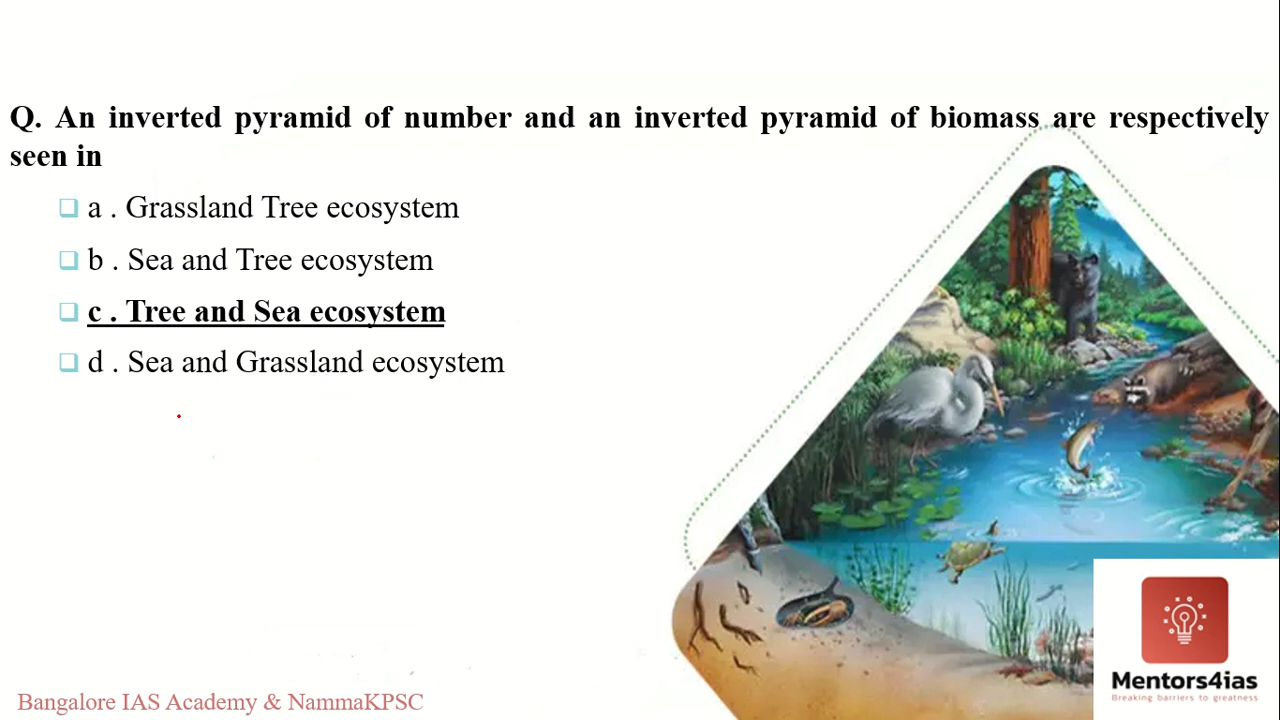 Q. An inverted pyramid of number and an inverted pyramid of biomass are respectively
seen in
a . Grassland Tree ecosystem
b . Sea and Tree ecosystem
c . Tree and Sea ecosystem
d . Sea and Grassland ecosystem
Mentors4ias
Breaking barriers to greatness
Bangalore IAS Academy & NammaKPSC